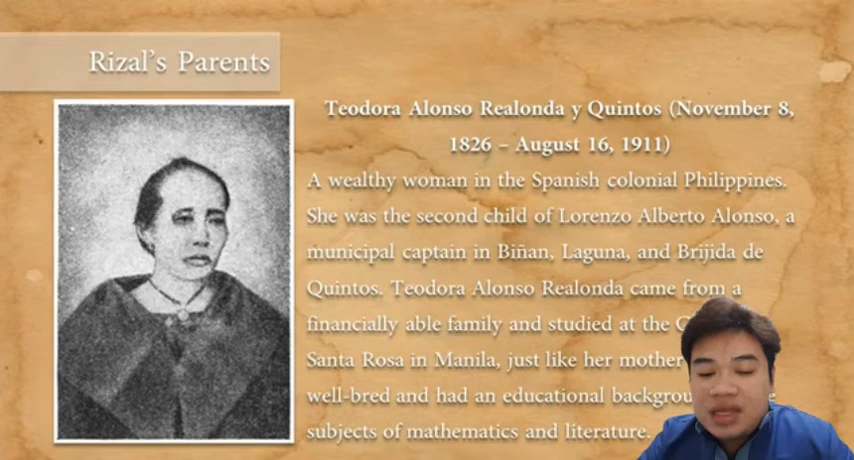 Rizal's Parents
Teodora Alonso Realonda y Quintos (November 8,
1826 – August 16, 1911)
A wealthy woman in the Spanish colonial Philippines.
She was the second child of Lorenzo Alberto Alonso, a
municipal captain in Biñan, Laguna, and Brijida de
Quintos. Teodora Alonso Realonda came from a
financially able family and studied at the
Santa Rosa in Manila, just like her mother
well-bred and had an educational
subjects of mathematics and literature.